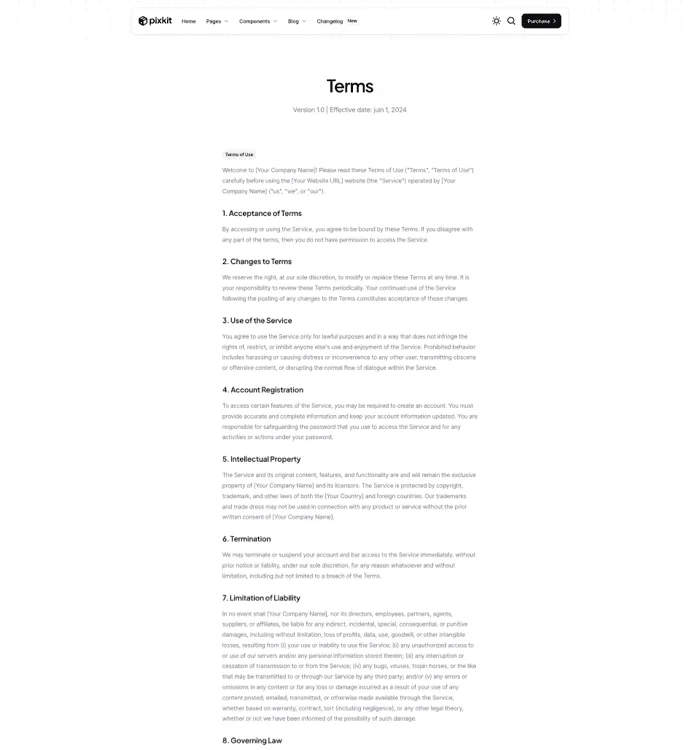 pixkit
Home
Pages
Components
Blog
Changelog
New
Purchase
Terms
Version 1.0 | Effective date: juin 1, 2024
Terms of Use
Welcome to [Your Company Name]! Please read these Terms of Use ("Terms", "Terms of Use")
carefully before using the [Your Website URL] website (the "Service") operated by [Your
Company Name] ("us", "we", or "our").
1. Acceptance of Terms
By accessing or using the Service, you agree to be bound by these Terms. If you disagree with
any part of the terms, then you do not have permission to access the Service.
2. Changes to Terms
We reserve the right, at our sole discretion, to modify or replace these Terms at any time. It is
your responsibility to review these Terms periodically. Your continued use of the Service
following the posting of any changes to the Terms constitutes acceptance of those changes.
3. Use of the Service
You agree to use the Service only for lawful purposes and in a way that does not infringe the
rights of, restrict, or inhibit anyone else's use and enjoyment of the Service. Prohibited behavior
includes harassing or causing distress or inconvenience to any other user, transmitting obscene
or offensive content, or disrupting the normal flow of dialogue within the Service.
4. Account Registration
To access certain features of the Service, you may be required to create an account. You must
provide accurate and complete information and keep your account information updated. You are
responsible for safeguarding the password that you use to access the Service and for any
activities or actions under your password.
5. Intellectual Property
The Service and its original content, features, and functionality are and will remain the exclusive
property of [Your Company Name] and its licensors. The Service is protected by copyright,
trademark, and other laws of both the [Your Country] and foreign countries. Our trademarks
and trade dress may not be used in connection with any product or service without the prior
written consent of [Your Company Name].
6. Termination
We may terminate or suspend your account and bar access to the Service immediately, without
prior notice or liability, under our sole discretion, for any reason whatsoever and without
limitation, including but not limited to a breach of the Terms.
7. Limitation of Liability
In no event shall [Your Company Name], nor its directors, employees, partners, agents,
suppliers, or affiliates, be liable for any indirect, incidental, special, consequential, or punitive
damages, including without limitation, loss of profits, data, use, goodwill, or other intangible
losses, resulting from (i) your use or inability to use the Service; (ii) any unauthorized access to
or use of our servers and/or any personal information stored therein; (iii) any interruption or
cessation of transmission to or from the Service; (iv) any bugs, viruses, trojan horses, or the like
that may be transmitted to or through our Service by any third party; and/or (v) any errors or
omissions in any content or for any loss or damage incurred as a result of your use of any
content posted, emailed, transmitted, or otherwise made available through the Service,
whether based on warranty, contract, tort (including negligence), or any other legal theory,
whether or not we have been informed of the possibility of such damage.
8. Governing Law